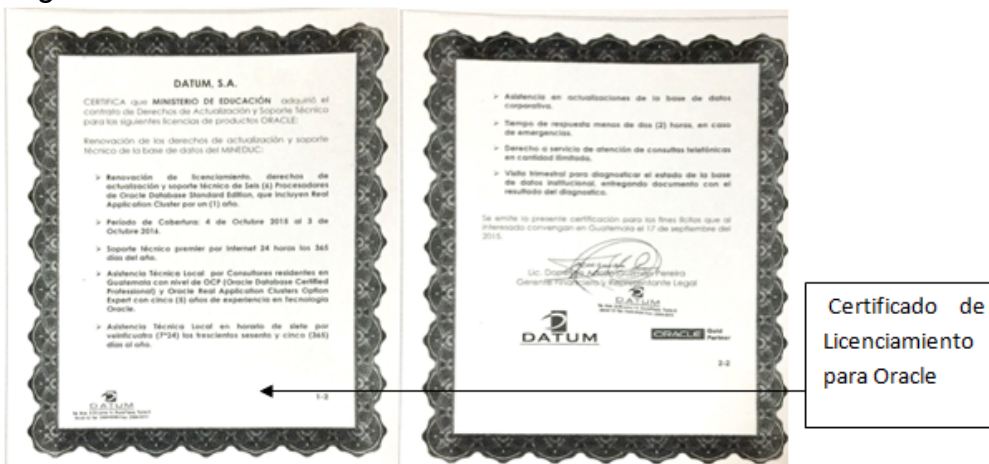 DATUM, S.A.
CERTIFICA que MINISTERIO DE EDUCACIÓN adquirió el
contrato de Derechos de Actualización y Soporte Técnico
para las siguientes licencias de productos ORACLE:
Renovación de los derechos de actualización y soporte
técnico de la base de datos del MINEDUC:
➢ Renovación de licenciamiento, derechos de
actualización y soporte técnico de Seis (6) Procesadores
de Oracle Database Standard Edition, que incluyen Real
Application Cluster por un (1) año.
➢ Período de Cobertura: 4 de Octubre 2015 al 3 de
Octubre 2016.
➢ Soporte técnico premier por Internet 24 horas los 365
días del año.
➢ Asistencia Técnica Local por Consultores residentes en
Guatemala con nivel de OCP (Oracle Database Certified
Professional) y Oracle Real Application Clusters Option
Expert con cinco (5) años de experiencia en Tecnología
Oracle.
➢ Asistencia Técnica Local en horario de siete por
veinticuatro (7*24) los trescientos sesenta y cinco (365)
días al año.
DATUM
1-2
➢ Asistencia en actualizaciones de la base de datos
corporativa.
➢ Tiempo de respuesta menos de dos (2) horas, en caso
de emergencias.
➢ Derecho a servicio de atención de consultas telefónicas
en cantidad ilimitada.
➢ Visita trimestral para diagnosticar el estado de la base
de datos institucional, entregando documento con el
resultado del diagnostico.
Se emite la presente certificación para los fines lícitos que al
interesado convengan en Guatemala el 17 de septiembre del
2015.
Lic. Pereira
Gerente Financiero y Representante Legal
DATUM
DATUM
ORACLE Gold
Partner
2-2
Certificado de
Licenciamiento
para Oracle